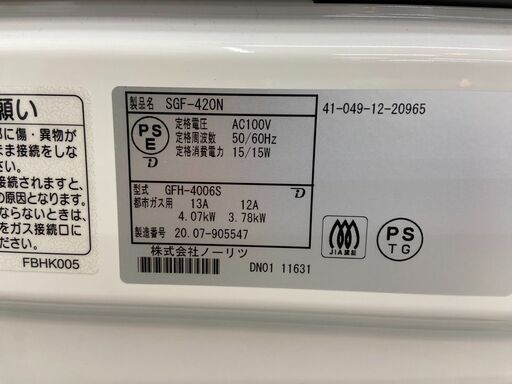 願い
に傷・異物が
まま接続をしな
い。
接続されますと、
の原因となります。
ならないときは、
をガス接続口に
FBHK005
製品名 SGF-420N
PS
E
D
定格電圧 AC100V
定格周波数 50/60Hz
定格消費電力 15/15W
型式 GFH-4006S D
都市ガス用 13A 12A
4.07kW 3.78kW
製造番号 20.07-905547
株式会社ノーリツ
DN01 11631
41-049-12-20965
JIA認証
PS
TG